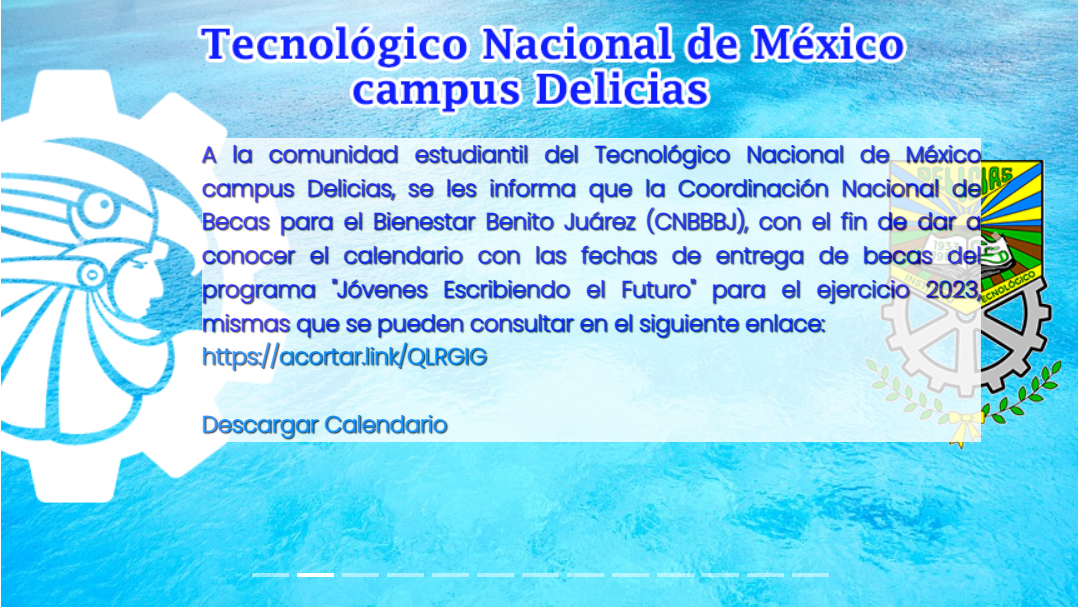 Tecnológico Nacional de México
campus Delicias
A la comunidad estudiantil del Tecnológico Nacional de México
campus Delicias, se les informa que la Coordinación Nacional de
Becas para el Bienestar Benito Juárez (CNBBBJ), con el fin de dar a
conocer el calendario con las fechas de entrega de becas del
programa "Jóvenes Escribiendo el Futuro" para el ejercicio 2023,
mismas que se pueden consultar en el siguiente enlace:
https://acortar.link/QLRGIG
Descargar Calendario
DELICIAS